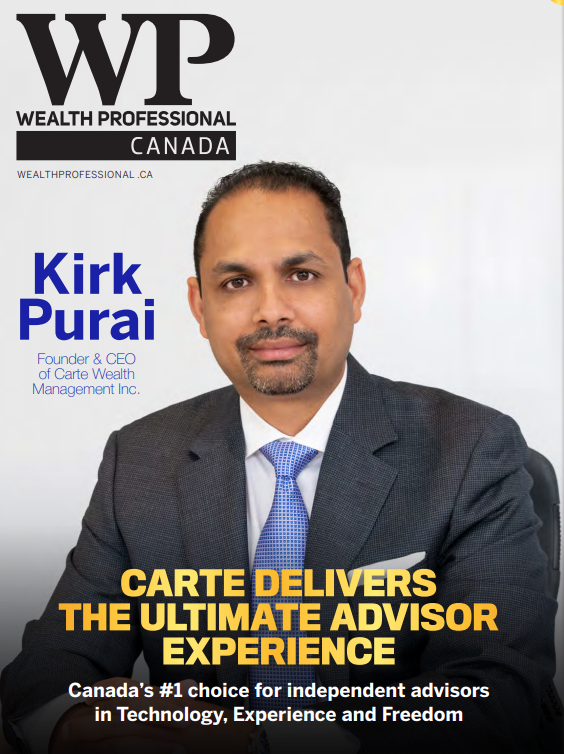 WP
WEALTH PROFESSIONAL
CANADA
WEALTHPROFESSIONAL.CA
Kirk
Purai
Founder & CEO
of Carte Wealth
Management Inc.
CARTE DELIVERS
THE ULTIMATE ADVISOR
EXPERIENCE
Canada's #1 choice for independent advisors
in Technology, Experience and Freedom